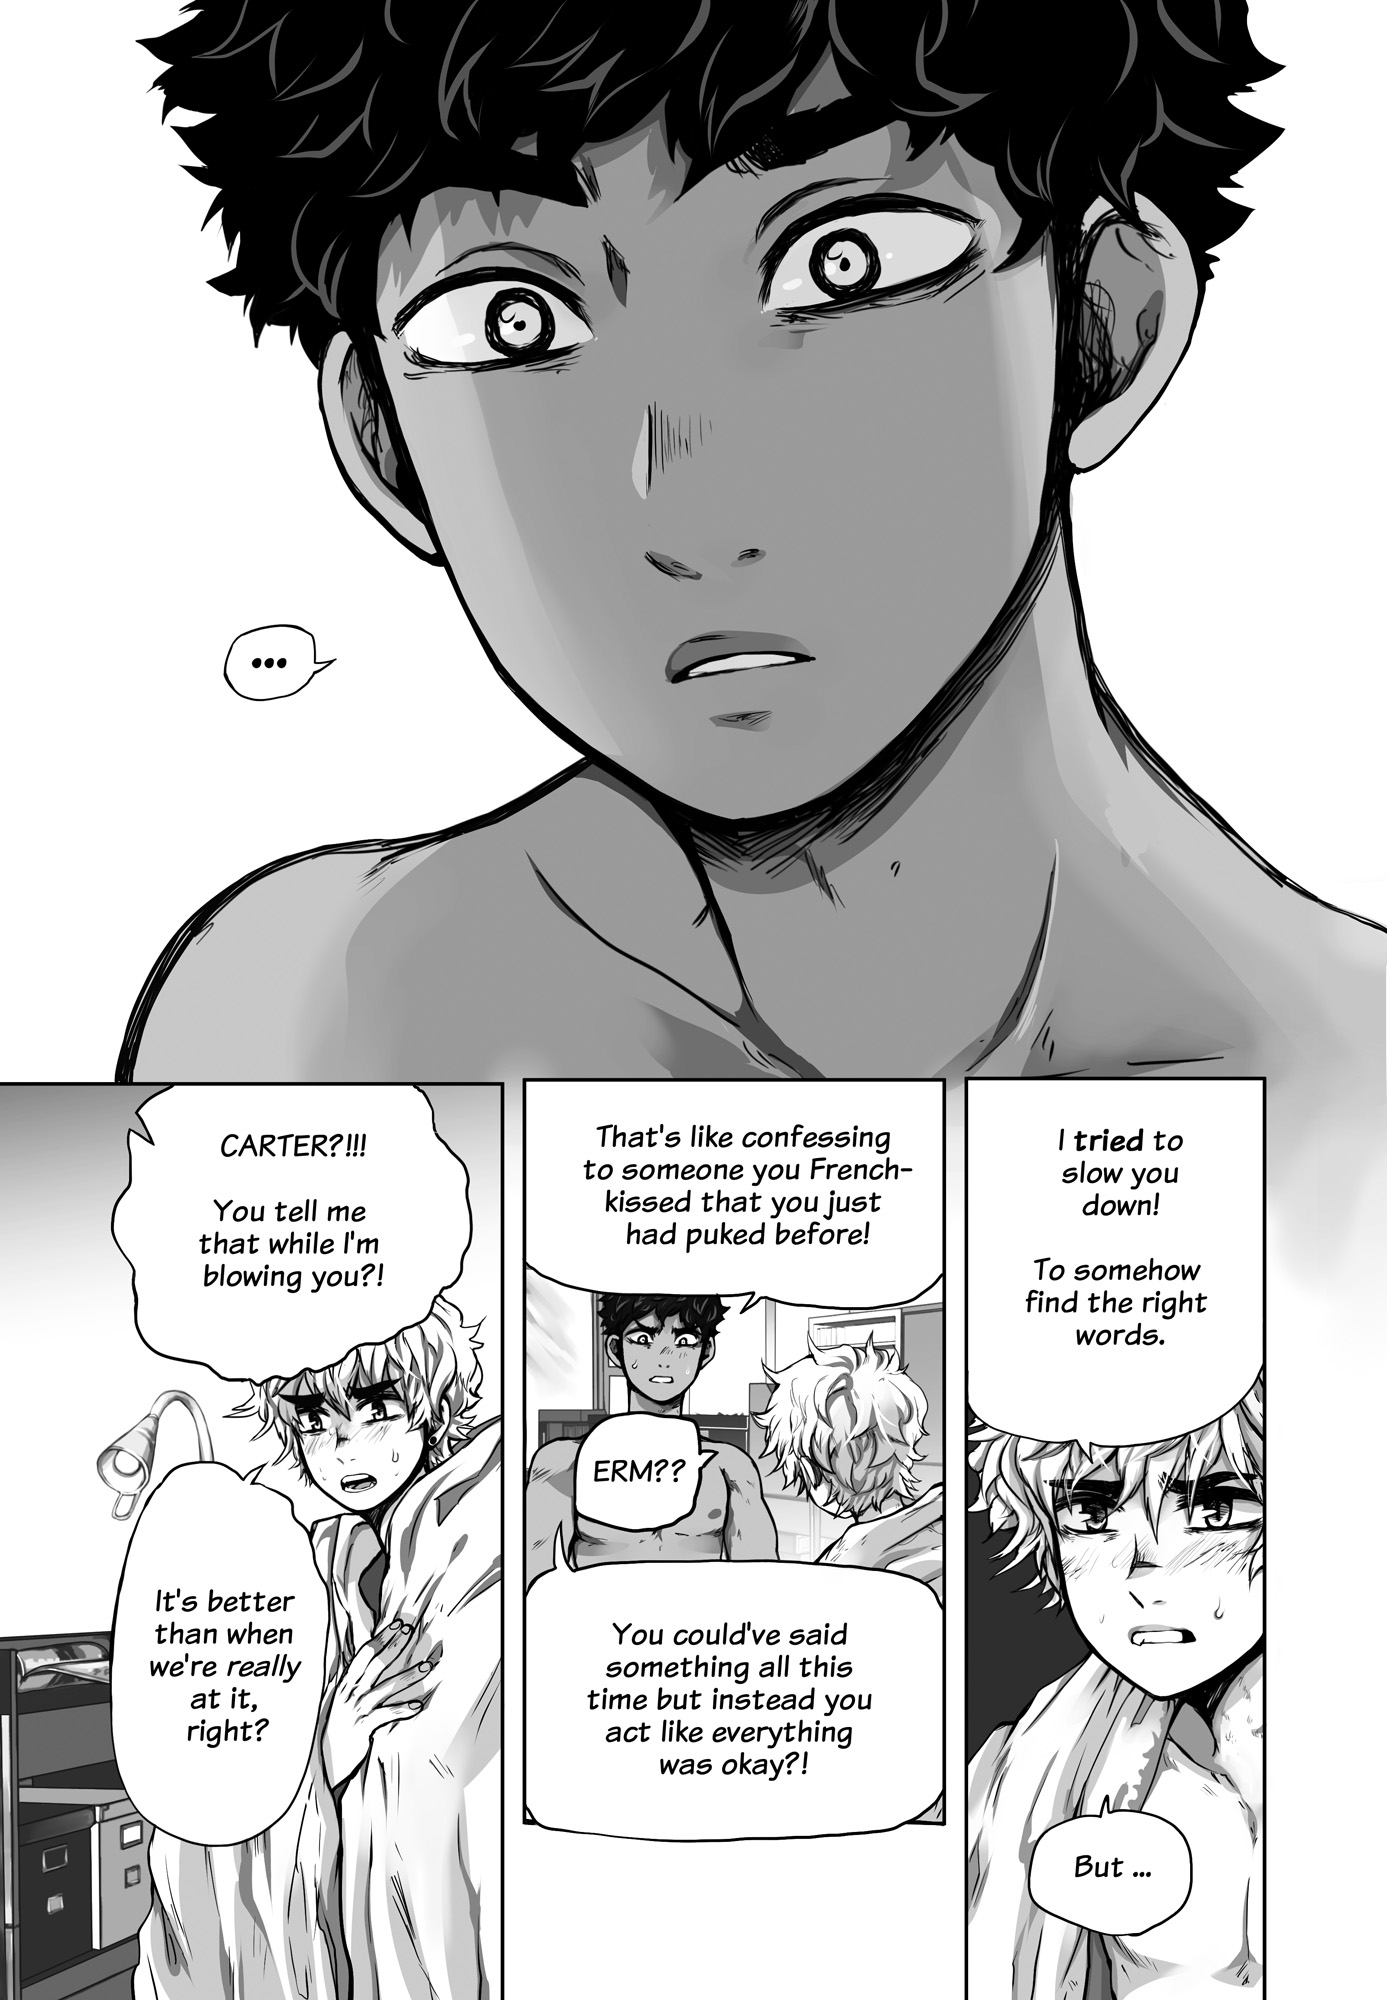 ...
CARTER?!!!
You tell me
that while I'm
blowing you?!
It's better
than when
we're really
at it,
right?
That's like confessing
to someone you French-
kissed that you just
had puked before!
ERM??
You could've said
something all this
time but instead you
act like everything
was okay?!
I tried to
slow you
down!
To somehow
find the right
words.
But ...